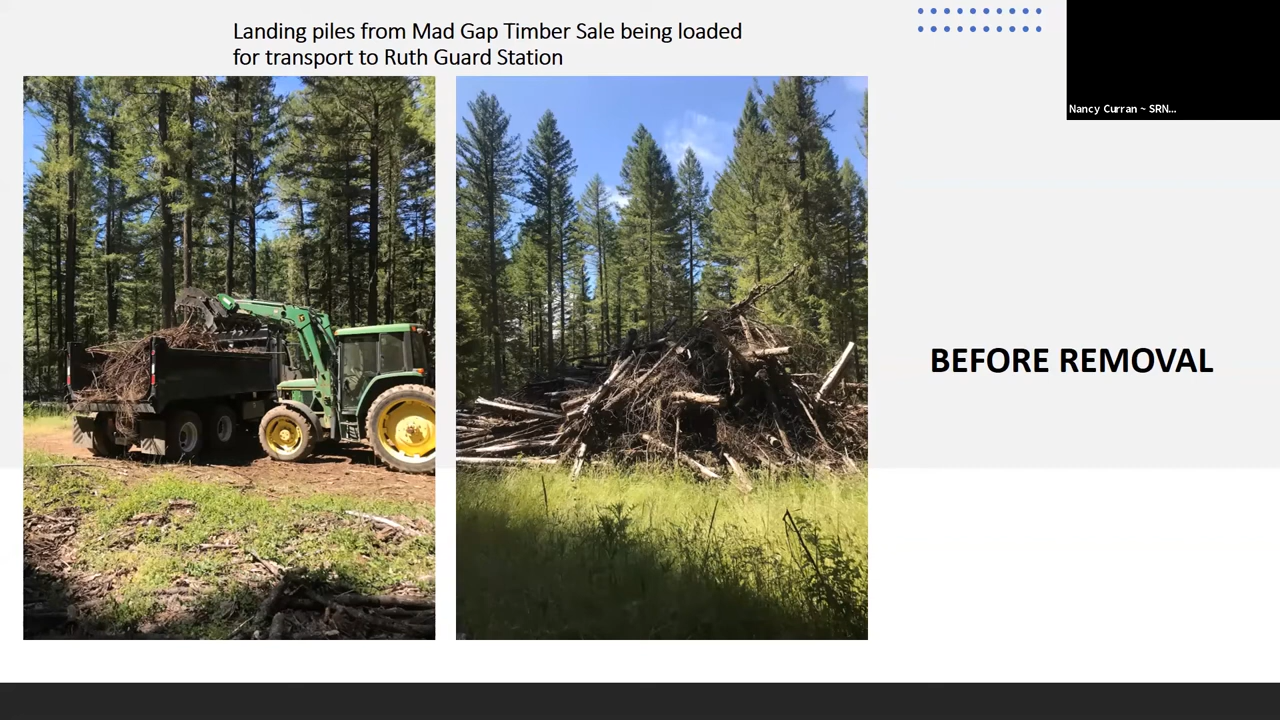 Landing piles from Mad Gap Timber Sale being loaded
for transport to Ruth Guard Station
Nancy Curran ~ SRN...
BEFORE REMOVAL